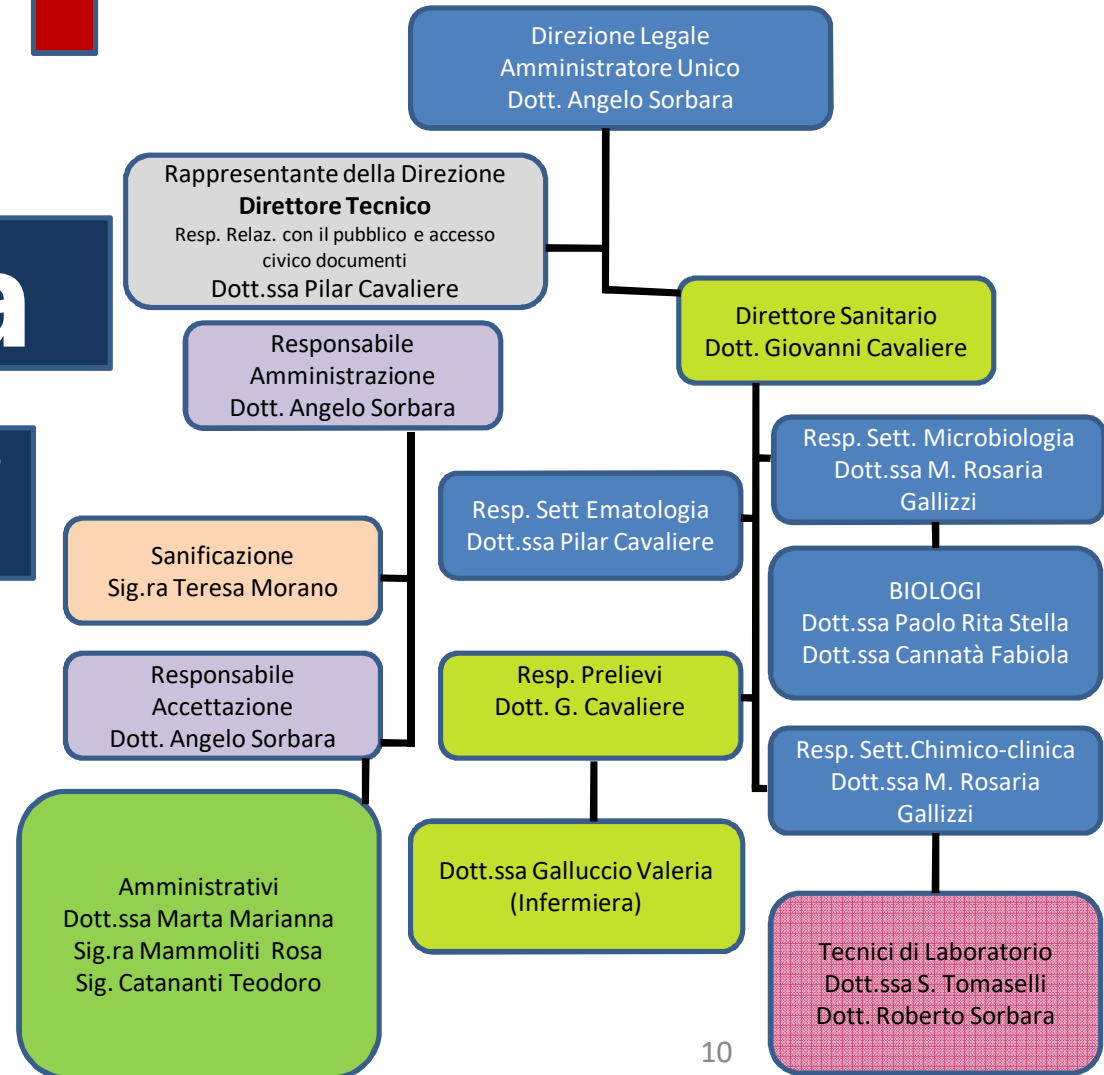 Direzione Legale
Amministratore Unico
Dott. Angelo Sorbara
Rappresentante della Direzione
Direttore Tecnico
Resp. Relaz. con il pubblico e accesso
civico documenti
Dott.ssa Pilar Cavaliere
a
Direttore Sanitario
Dott. Giovanni Cavaliere
Responsabile
Amministrazione
Dott. Angelo Sorbara
Resp. Sett. Microbiologia
Dott.ssa M. Rosaria
Gallizzi
Resp. Sett Ematologia
Dott.ssa Pilar Cavaliere
Sanificazione
Sig.ra Teresa Morano
BIOLOGI
Dott.ssa Paolo Rita Stella
Dott.ssa Cannatà Fabiola
Responsabile
Accettazione
Dott. Angelo Sorbara
Resp. Prelievi
Dott. G. Cavaliere
Resp. Sett.Chimico-clinica
Dott.ssa M. Rosaria
Gallizzi
Amministrativi
Dott.ssa Marta Marianna
Sig.ra Mammoliti Rosa
Sig. Catananti Teodoro
Dott.ssa Galluccio Valeria
(Infermiera)
Tecnici di Laboratorio
Dott.ssa S. Tomaselli
Dott. Roberto Sorbara
10